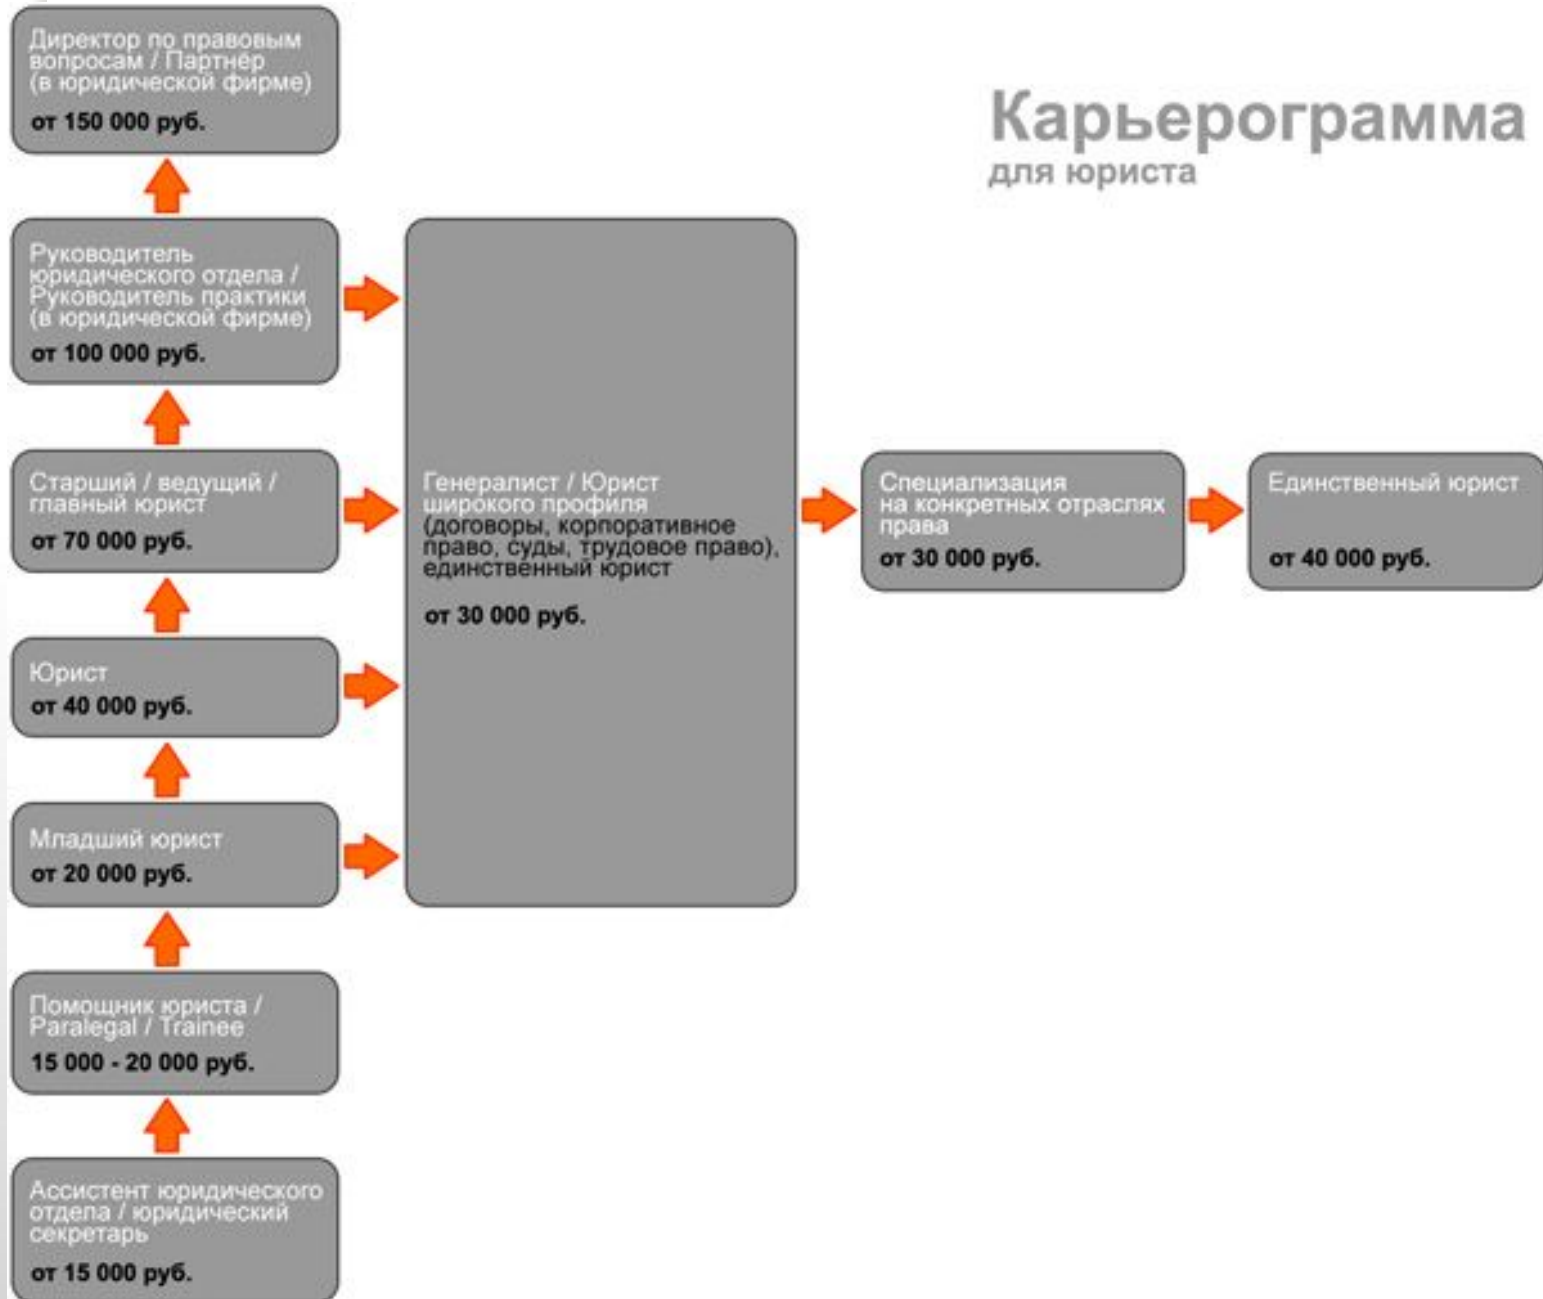 Карьерограмма
для юриста
Директор по правовым
вопросам / Партнёр
(в юридической фирме)
от 150 000 руб.
Руководитель
юридического отдела /
Руководитель практики
(в юридической фирме)
от 100 000 руб.
Старший / ведущий /
главный юрист
от 70 000 руб.
Юрист
от 40 000 руб.
Младший юрист
от 20 000 руб.
Помощник юриста /
Paralegal / Trainee
15 000 - 20 000 руб.
Ассистент юридического
отдела / юридический
секретарь
от 15 000 руб.
Генералист / Юрист
широкого профиля
(договоры, корпоративное
право, суды, трудовое право),
единственный юрист
от 30 000 руб.
Специализация
на конкретных отраслях
права
от 30 000 руб.
Единственный юрист
от 40 000 руб.